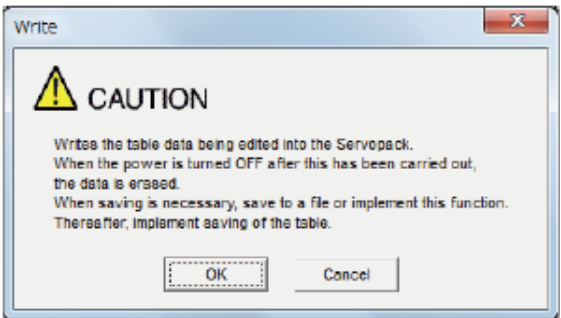 Write
CAUTION
Writes the table data being edited into the Servopack.
When the power is turned OFF after this has been carried out,
the data is erased.
When saving is necessary, save to a file or implement this function.
Thereafter, implement saving of the table.
OK
Cancel